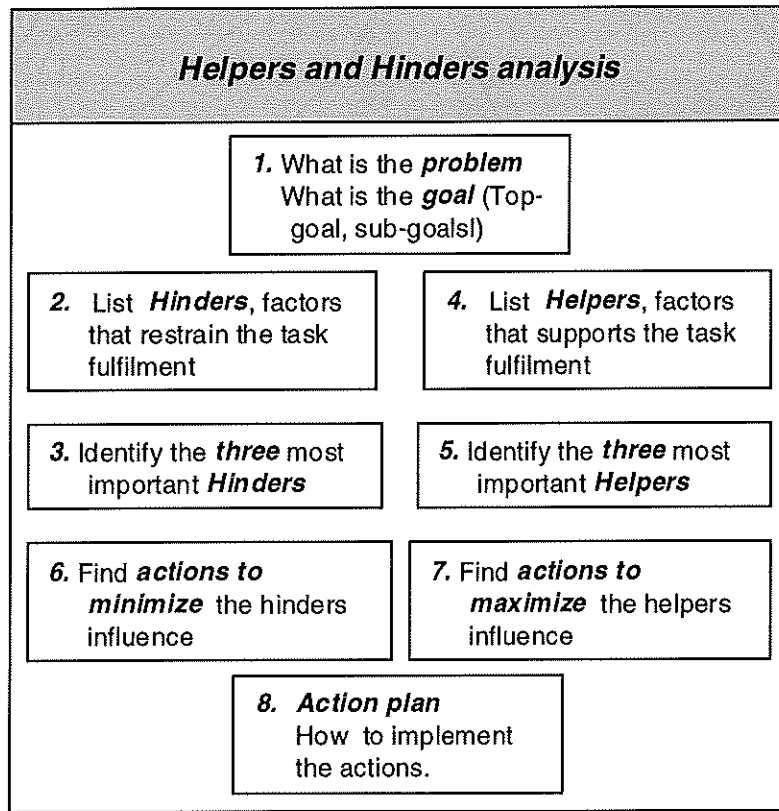 Helpers and Hinders analysis
1. What is the problem
What is the goal (Top-
goal, sub-goalsl)
2. List Hinders, factors
that restrain the task
fulfilment
4. List Helpers, factors
that supports the task
fulfilment
3. Identify the three most
important Hinders
5. Identify the three most
important Helpers
6. Find actions to
minimize the hinders
influence
7. Find actions to
maximize the helpers
influence
8. Action plan
How to implement
the actions.